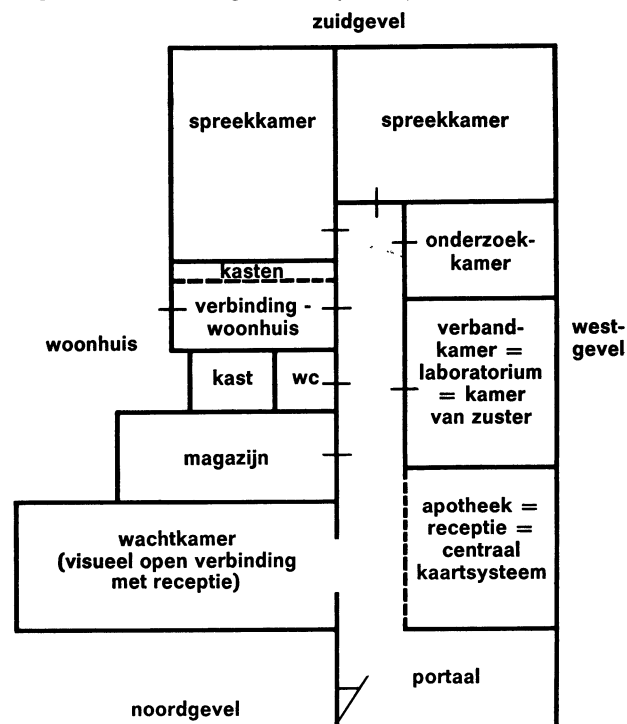 zuidgevel
spreekkamer
spreekkamer
onderzoek-
kamer
kasten
verbinding -
woonhuis
woonhuis
verband-
kamer =
laboratorium
= kamer
van zuster
west-
gevel
kast
wc
magazijn
apotheek =
receptie =
centraal
kaartsysteem
wachtkamer
(visueel open verbinding
met receptie)
portaal
noordgevel